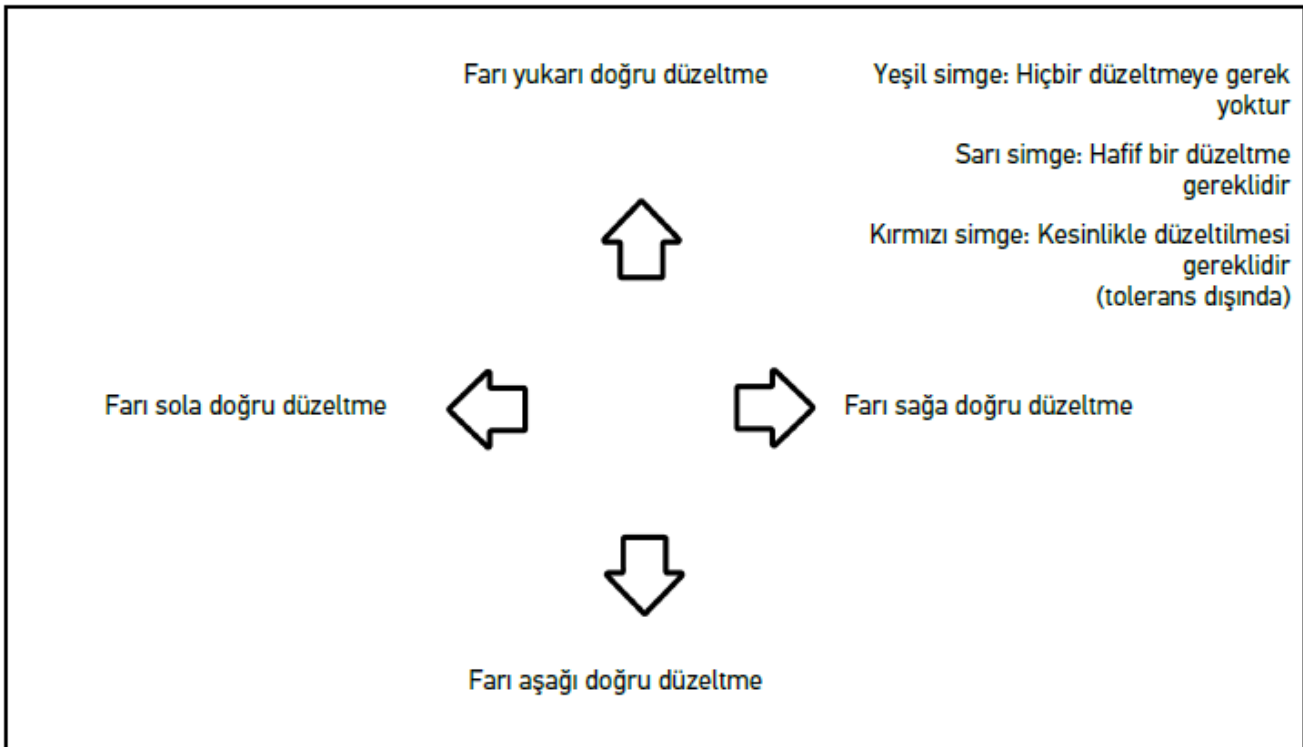 Farı yukarı doğru düzeltme
Yeşil simge: Hiçbir düzeltmeye gerek
yoktur
Sarı simge: Hafif bir düzeltme
gereklidir
Kırmızı simge: Kesinlikle düzeltilmesi
gereklidir
(tolerans dışında)
Farı sola doğru düzeltme
Farı sağa doğru düzeltme
Farı aşağı doğru düzeltme